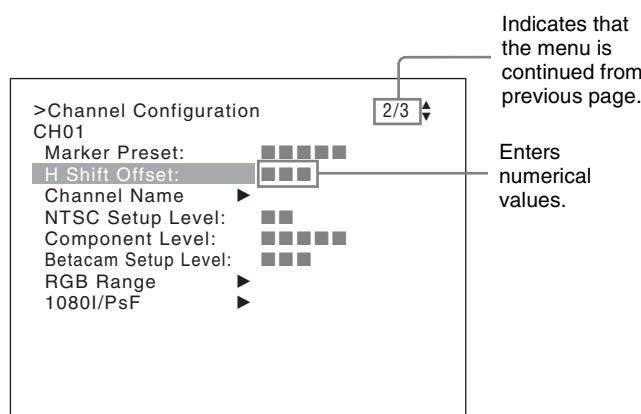 Indicates that
the menu is
continued from
previous page.
>Channel Configuration 2/3
CH01
Marker Preset: ■■■■■
H Shift Offset: ■■■
Channel Name ▶
NTSC Setup Level: ■■
Component Level: ■■■■■
Betacam Setup Level: ■■■
RGB Range ▶
1080I/PsF ▶
Enters
numerical
values.